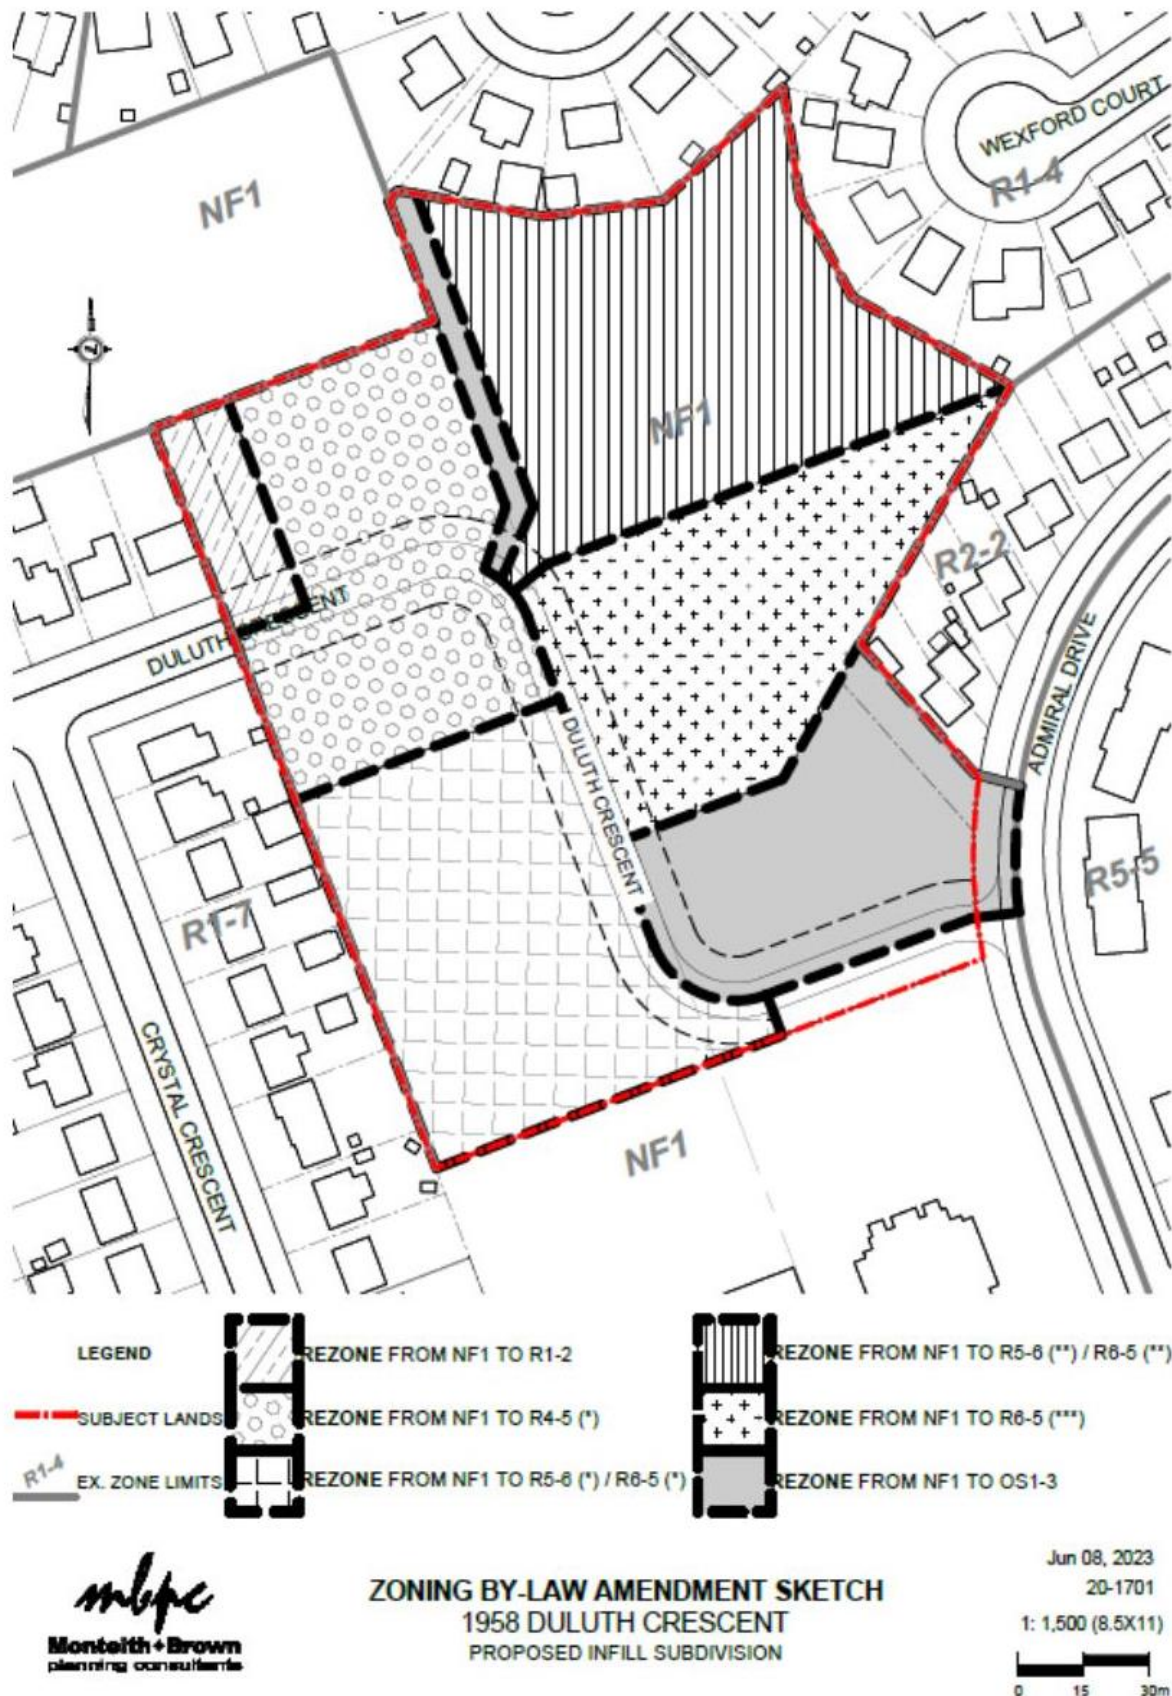 WEXFORD COURT
R1-4
NF1
NF1
R2-2
DULUTH CRESCENT
ADMIRAL DRIVE
DULUTH CRESCENT
R5-5
R1-7
CRYSTAL CRESCENT
NF1
LEGEND
REZONE FROM NF1 TO R1-2
REZONE FROM NF1 TO R5-6 (**) / R6-5 (**)
SUBJECT LANDS
REZONE FROM NF1 TO R4-5 (*)
REZONE FROM NF1 TO R6-5 (***)
R1-4
EX. ZONE LIMITS
REZONE FROM NF1 TO R5-6 (*) / R6-5 (*)
REZONE FROM NF1 TO OS1-3
mbpc
Monteith+Brown
planning consultants
ZONING BY-LAW AMENDMENT SKETCH
1958 DULUTH CRESCENT
PROPOSED INFILL SUBDIVISION
Jun 08, 2023
20-1701
1: 1,500 (8.5X11)
0 15 30m